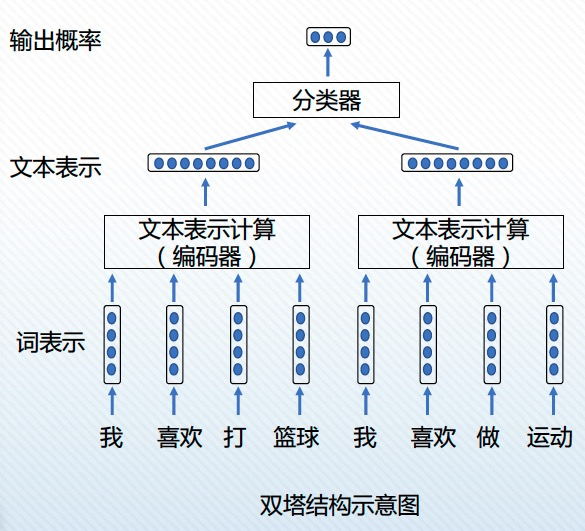 输出概率
分类器
文本表示
文本表示计算
（编码器）
文本表示计算
（编码器）
词表示
我 喜欢 打 篮球 我 喜欢 做 运动
双塔结构示意图